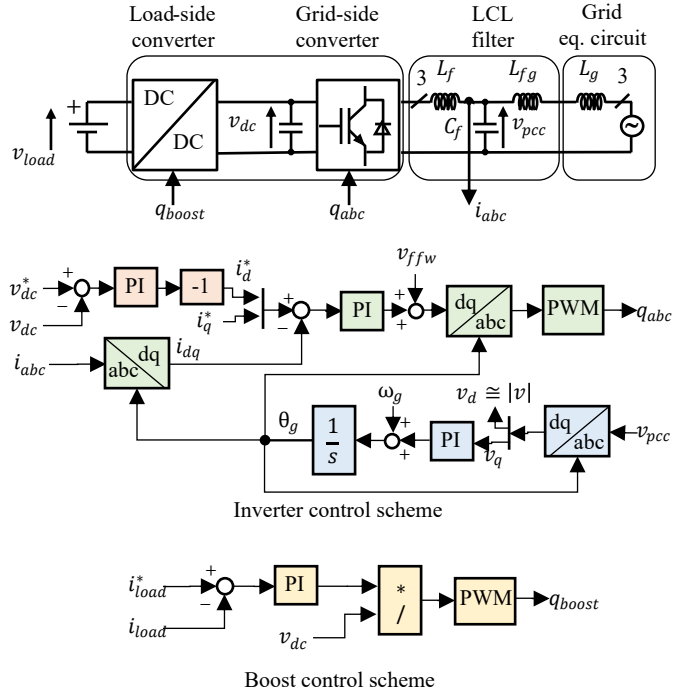 Load-side converter
Grid-side converter
LCL filter
Grid eq. circuit
+
v_load
DC
DC
v_dc
3
L_f
C_f
L_fg
v_pcc
L_g
3
~
q_boost
q_abc
i_abc
v*_dc
+
−
v_dc
PI
-1
i*_d
i*_q
+
−
PI
v_ffw
+
+
dq
abc
PWM
q_abc
i_abc
abc
dq
i_dq
θ_g
1
s
ω_g
+
+
PI
v_d ≅ |v|
v_q
dq
abc
v_pcc
Inverter control scheme
i*_load
+
−
i_load
PI
v_dc
*
/
PWM
q_boost
Boost control scheme